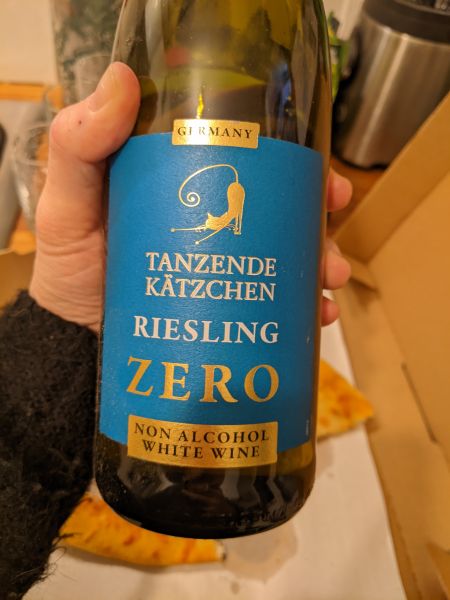 GERMANY
TANZENDE
KÄTZCHEN
RIESLING
ZERO
NON ALCOHOL
WHITE WINE